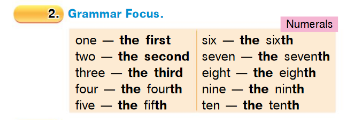 2. Grammar Focus.
Numerals
one — the first
two — the second
three — the third
four — the fourth
five — the fifth
six — the sixth
seven — the seventh
eight — the eighth
nine — the ninth
ten — the tenth